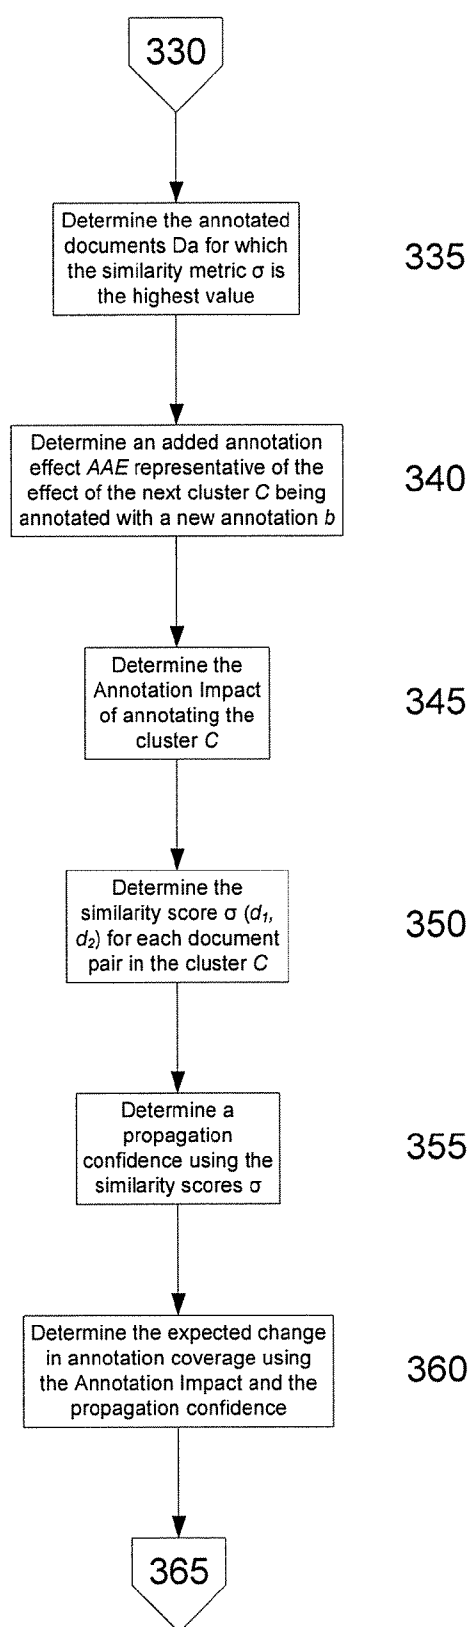 330
Determine the annotated
documents Da for which
the similarity metric σ is
the highest value
335
Determine an added annotation
effect AAE representative of the
effect of the next cluster C being
annotated with a new annotation b
340
Determine the
Annotation Impact
of annotating the
cluster C
345
Determine the
similarity score σ (d₁,
d₂) for each document
pair in the cluster C
350
Determine a
propagation
confidence using the
similarity scores σ
355
Determine the expected change
in annotation coverage using
the Annotation Impact and the
propagation confidence
360
365